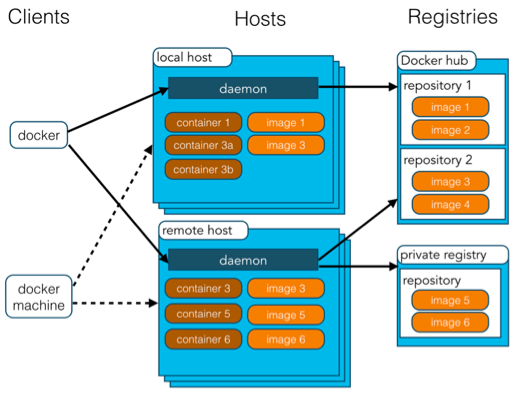 Clients
Hosts
Registries
local host
daemon
container 1
image 1
container 3a
image 3
container 3b
docker
docker
machine
remote host
daemon
container 3
image 3
container 5
image 5
container 6
image 6
Docker hub
repository 1
image 1
image 2
repository 2
image 3
image 4
private registry
repository
image 5
image 6